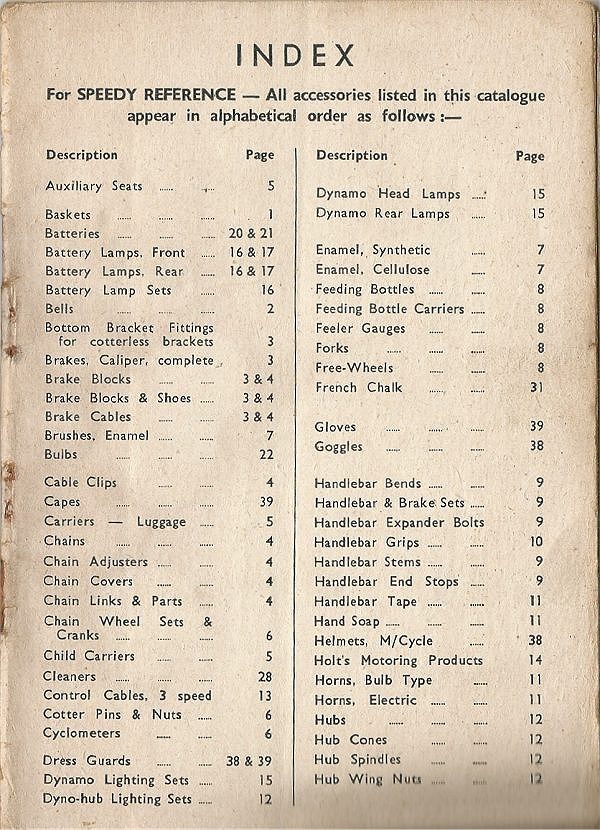 INDEX
For SPEEDY REFERENCE — All accessories listed in this catalogue
appear in alphabetical order as follows :—
Description Page
Auxiliary Seats ...... ...... 5
Baskets ...... ...... ...... 1
Batteries ...... ...... ...... 20 & 21
Battery Lamps, Front ...... 16 & 17
Battery Lamps, Rear ...... 16 & 17
Battery Lamp Sets ...... 16
Bells ...... ...... ...... 2
Bottom Bracket Fittings
for cotterless brackets 3
Brakes, Caliper, complete 3
Brake Blocks ...... ...... 3 & 4
Brake Blocks & Shoes ...... 3 & 4
Brake Cables ...... ...... 3 & 4
Brushes, Enamel ...... ...... 7
Bulbs ...... ...... ...... 22
Cable Clips ...... ...... 4
Capes ...... ...... ...... 39
Carriers — Luggage ...... 5
Chains ...... ...... ...... 4
Chain Adjusters ...... ...... 4
Chain Covers ...... ...... 4
Chain Links & Parts ...... 4
Chain Wheel Sets &
Cranks ...... ...... ...... 6
Child Carriers ...... ...... 5
Cleaners ...... ...... ...... 28
Control Cables, 3 speed 13
Cotter Pins & Nuts ...... 6
Cyclometers ...... ...... 6
Dress Guards ...... ...... 38 & 39
Dynamo Lighting Sets ...... 15
Dyno-hub Lighting Sets ...... 12
Description Page
Dynamo Head Lamps ...... 15
Dynamo Rear Lamps ...... 15
Enamel, Synthetic ...... 7
Enamel, Cellulose ...... 7
Feeding Bottles ...... ...... 8
Feeding Bottle Carriers ...... ...... 8
Feeler Gauges ...... ...... 8
Forks ...... ...... ...... 8
Free-Wheels ...... ...... 8
French Chalk ...... ...... 31
Gloves ...... ...... ...... 39
Goggles ...... ...... ...... 38
Handlebar Bends ...... ...... 9
Handlebar & Brake Sets ...... ...... 9
Handlebar Expander Bolts 9
Handlebar Grips ...... ...... 10
Handlebar Stems ...... ...... 9
Handlebar End Stops ...... 9
Handlebar Tape ...... ...... 11
Hand Soap ...... ...... ...... 11
Helmets, M/Cycle ...... 38
Holt's Motoring Products 14
Horns, Bulb Type ...... 11
Horns, Electric ...... ...... 11
Hubs ...... ...... ...... 12
Hub Cones ...... ...... 12
Hub Spindles ...... ...... 12
Hub Wing Nuts ...... ...... 12